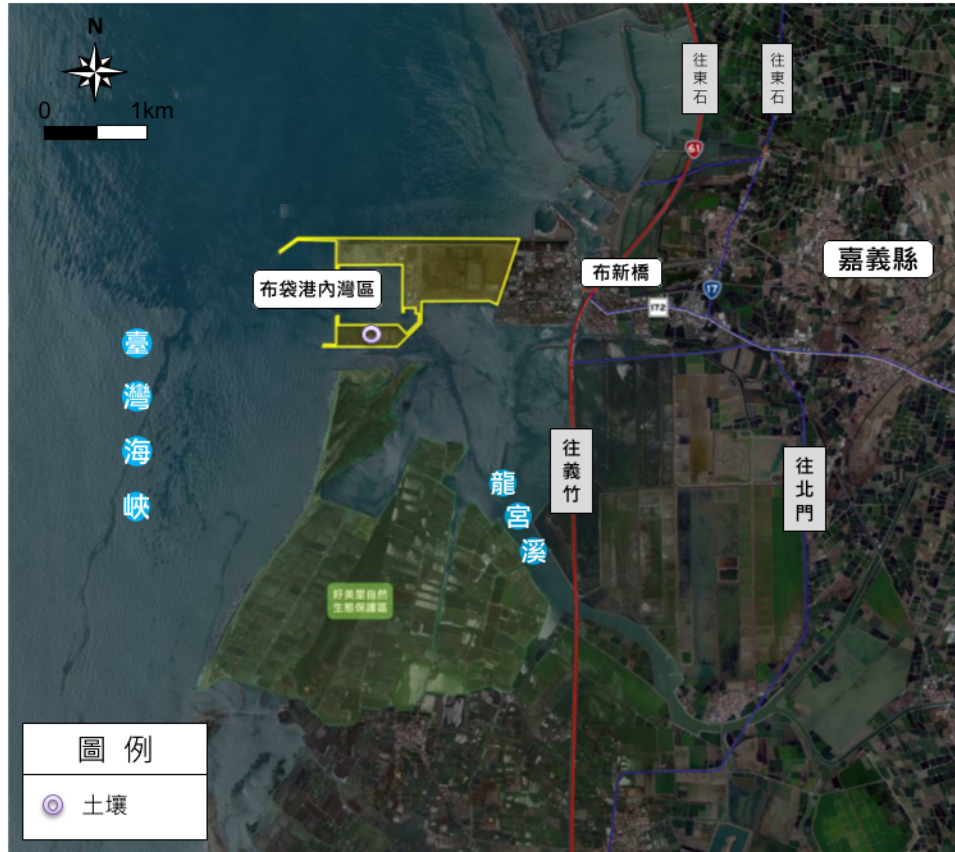 N
0 1km
往東石
往東石
61
嘉義縣
布新橋
布袋港內灣區
17
172
臺灣海峽
往義竹
往北門
龍宮溪
好美里自然
生態保護區
圖 例
土壤